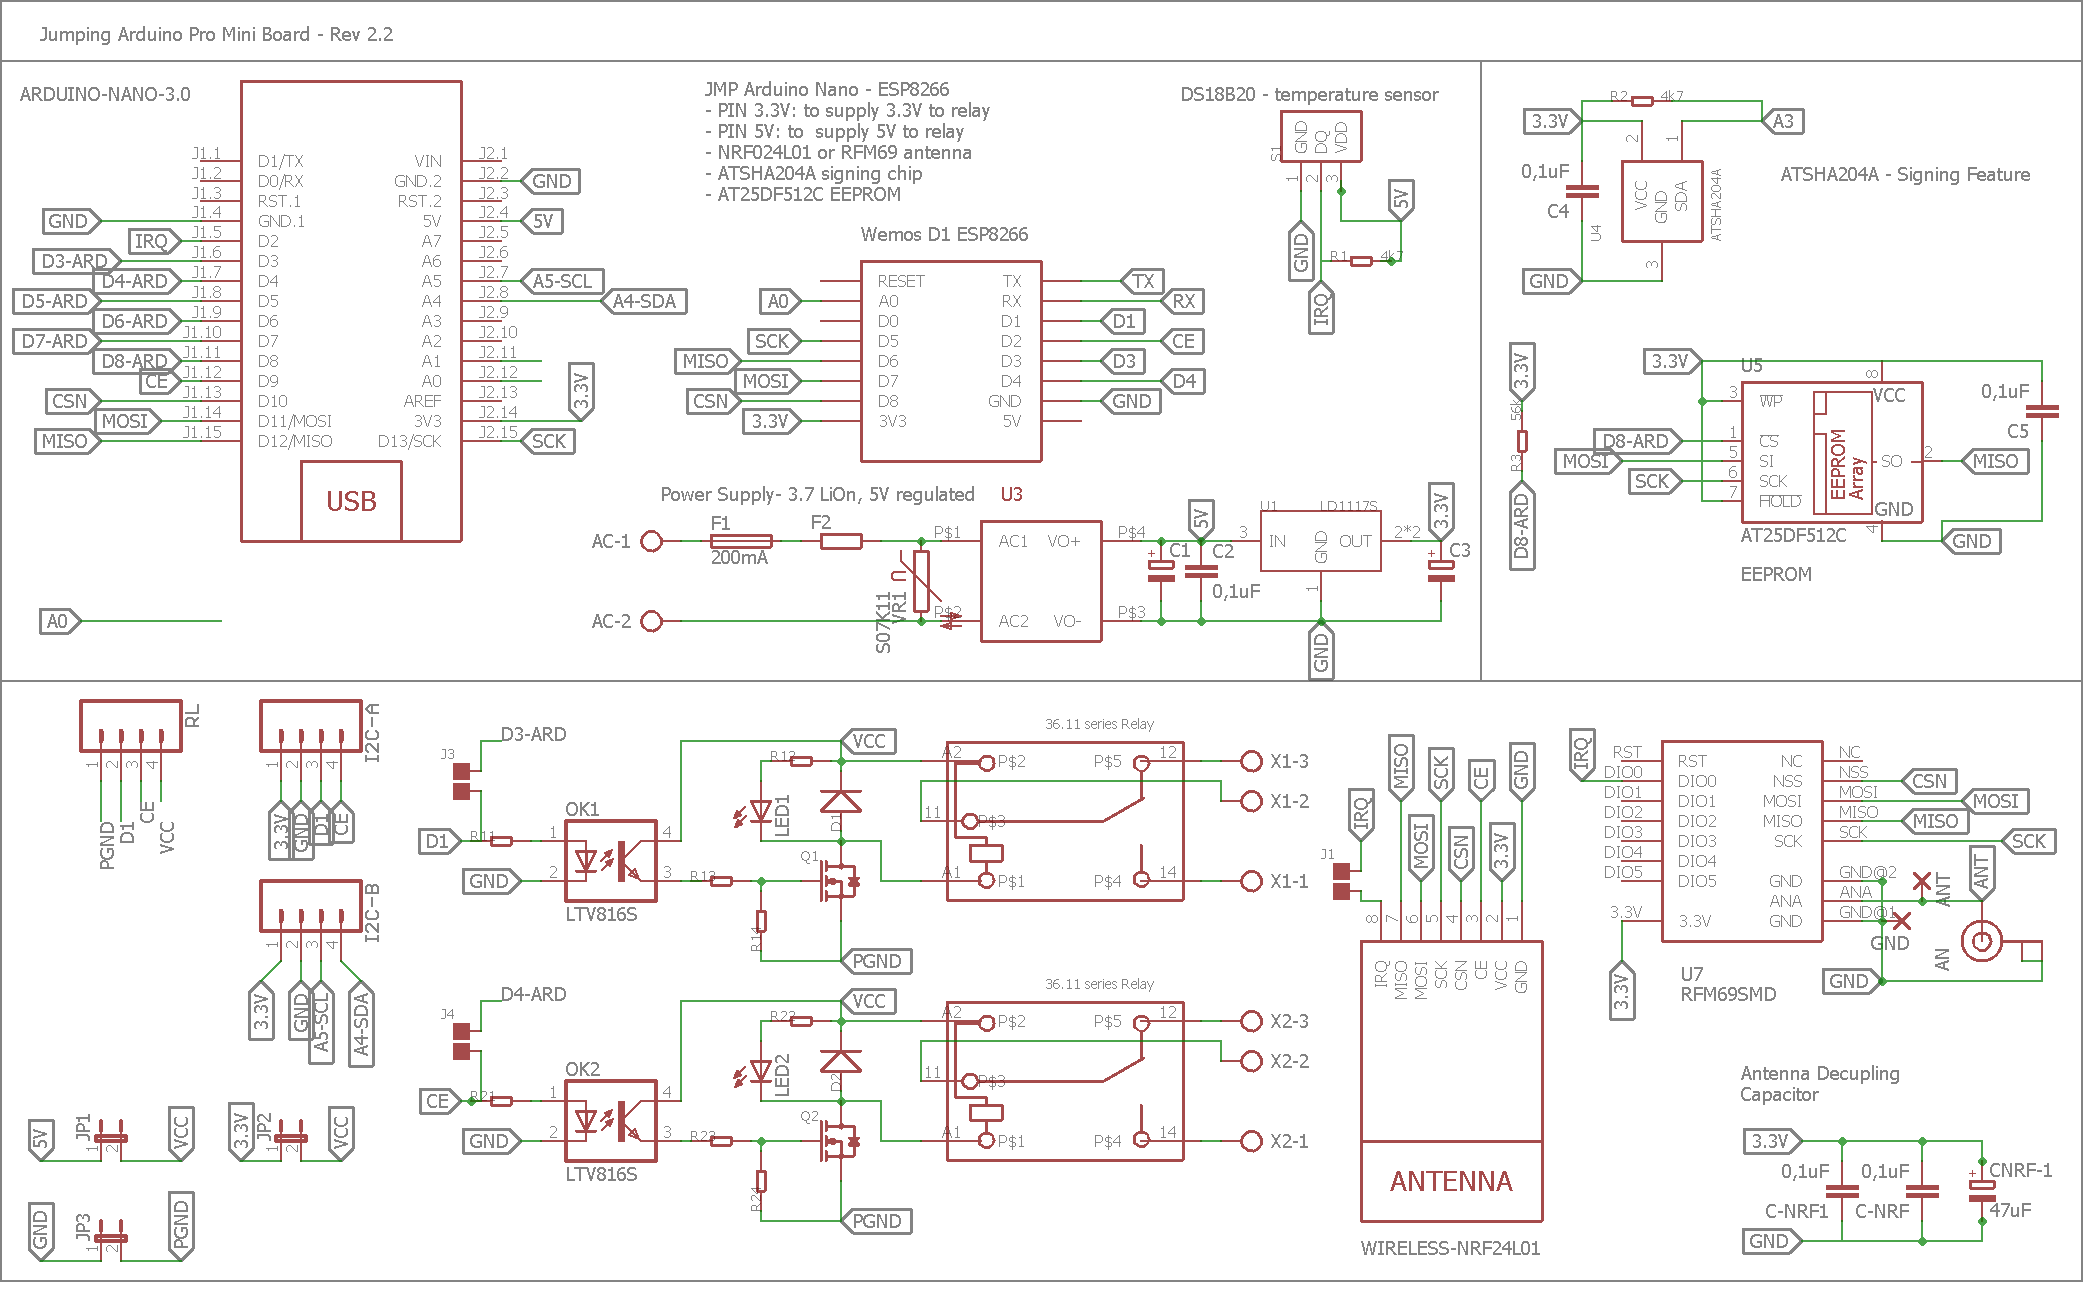 Jumping Arduino Pro Mini Board - Rev 2.2
ARDUINO-NANO-3.0
J1.1 D1/TX VIN J2.1
J1.2 D0/RX GND.2 J2.2 GND
J1.3 RST.1 RST.2 J2.3
GND J1.4 GND.1 5V J2.4 5V
IRQ J1.5 D2 A7 J2.5
D3-ARD J1.6 D3 A6 J2.6
D4-ARD J1.7 D4 A5 J2.7 A5-SCL
D5-ARD J1.8 D5 A4 J2.8 A4-SDA
D6-ARD J1.9 D6 A3 J2.9
D7-ARD J1.10 D7 A2 J2.10
D8-ARD J1.11 D8 A1 J2.11
CE J1.12 D9 A0 J2.12
CSN J1.13 D10 AREF J2.13
MOSI J1.14 D11/MOSI 3V3 J2.14 3.3V
MISO J1.15 D12/MISO D13/SCK J2.15 SCK
USB
A0
JMP Arduino Nano - ESP8266
- PIN 3.3V: to supply 3.3V to relay
- PIN 5V: to supply 5V to relay
- NRF024L01 or RFM69 antenna
- ATSHA204A signing chip
- AT25DF512C EEPROM
Wemos D1 ESP8266
RESET TX TX
A0 A0 RX RX
D0 D1 D1
SCK D5 D2 CE
MISO D6 D3 D3
MOSI D7 D4 D4
CSN D8 GND GND
3.3V 3V3 5V
DS18B20 - temperature sensor
S1 GND DQ VDD
1 2 3
5V
GND
R1 4k7
IRQ
Power Supply- 3.7 LiOn, 5V regulated U3
AC-1 F1 F2 P$1 AC1 VO+ P$4
200mA
AC-2 P$2 AC2 VO- P$3
S07K11
VR1
U
5V
C1 C2
+
0,1uF
U1 LD1117S
3 IN GND OUT 2*2
1
3.3V
+ C3
GND
R2 4k7
3.3V A3
2 1
0,1uF
C4
VCC GND SDA
U4 ATSHA204A
3
GND
ATSHA204A - Signing Feature
3.3V
56k
R3
D8-ARD
3.3V U5
8
3 WP VCC
D8-ARD 1 CS
MOSI 5 SI SO 2 MISO
SCK 6 SCK
7 HOLD GND
4
EEPROM
Array
0,1uF
C5
GND
AT25DF512C
EEPROM
RL
1 2 3 4
PGND D1 CE VCC
I2C-A
1 2 3 4
3.3V GND D1 CE
I2C-B
1 2 3 4
3.3V GND A5-SCL A4-SDA
5V JP1 VCC
1 2
3.3V JP2 VCC
1 2
GND JP3 PGND
1 2
J3 D3-ARD
D1 R11 OK1
1 4
GND 2 3
LTV816S
R12
VCC
LED1
D1
Q1
R13
R14
PGND
36.11 series Relay
A2 P$2 P$5 12 X1-3
X1-2
11 P$3
A1 P$1 P$4 14 X1-1
J4 D4-ARD
CE R21 OK2
1 4
GND 2 3
LTV816S
R22
VCC
LED2
D2
Q2
R23
R24
PGND
36.11 series Relay
A2 P$2 P$5 12 X2-3
X2-2
11 P$3
A1 P$1 P$4 14 X2-1
IRQ MISO MOSI SCK CSN CE 3.3V GND
J1
8 7 6 5 4 3 2 1
IRQ MISO MOSI SCK CSN CE VCC GND
ANTENNA
WIRELESS-NRF24L01
IRQ
RST RST NC NC
DIO0 DIO0 NSS NSS CSN
DIO1 DIO1 MOSI MOSI MOSI
DIO2 DIO2 MISO MISO MISO
DIO3 DIO3 SCK SCK SCK
DIO4 DIO4
DIO5 DIO5 GND GND@2
ANA ANA
3.3V 3.3V GND GND@1
ANT ANT
GND
AN
GND
3.3V
U7
RFM69SMD
Antenna Decupling
Capacitor
3.3V
0,1uF 0,1uF + CNRF-1
C-NRF1 C-NRF 47uF
GND